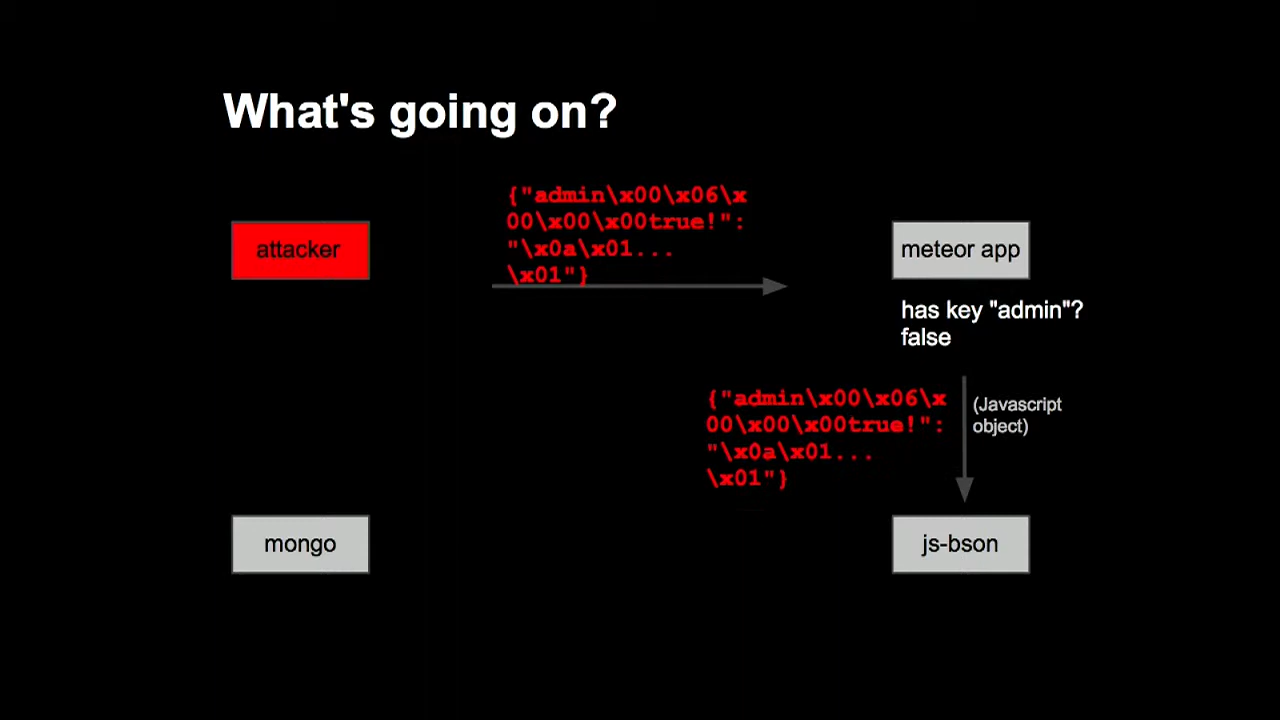 What's going on?
{"admin\x00\x06\x
00\x00\x00true!":
"\x0a\x01...
\x01"}
attacker
meteor app
has key "admin"?
false
{"admin\x00\x06\x
00\x00\x00true!":
"\x0a\x01...
\x01"}
(Javascript
object)
mongo
js-bson